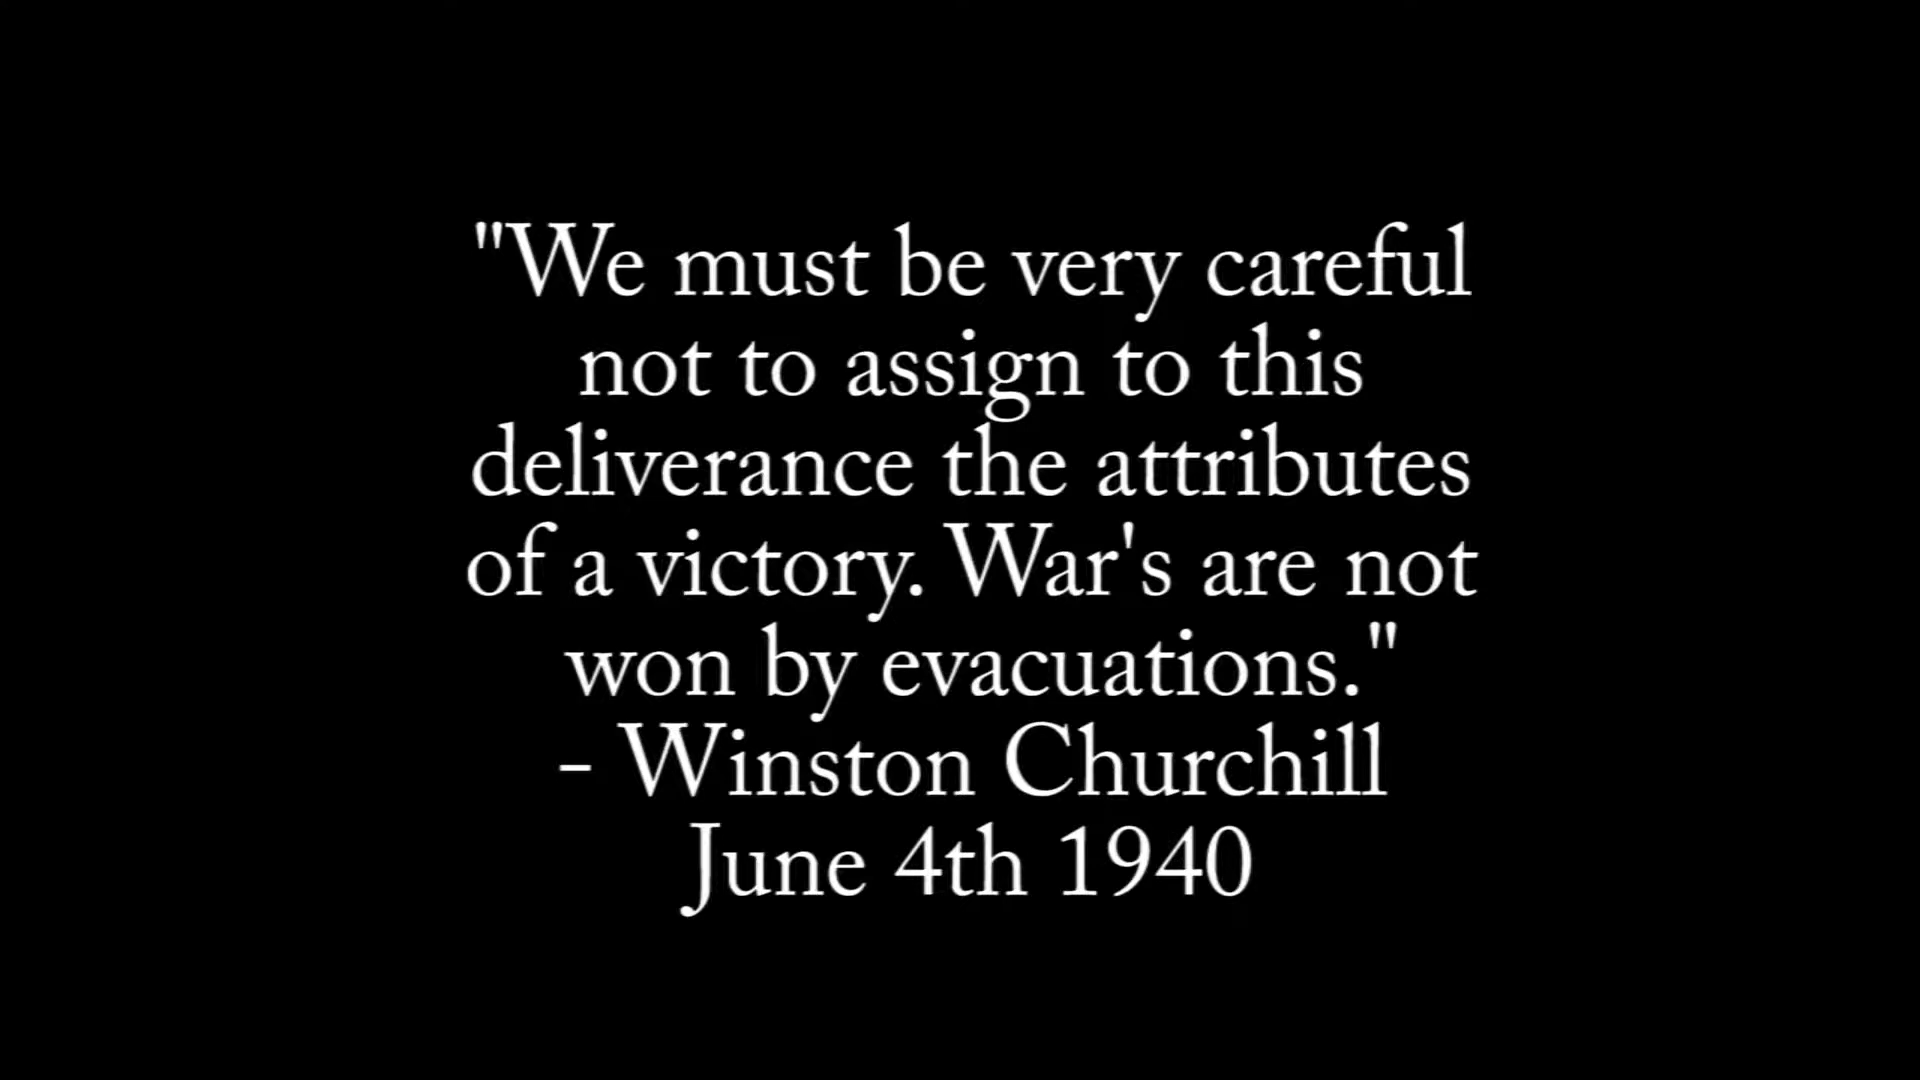 "We must be very careful
not to assign to this
deliverance the attributes
of a victory. War's are not
won by evacuations."
- Winston Churchill
June 4th 1940